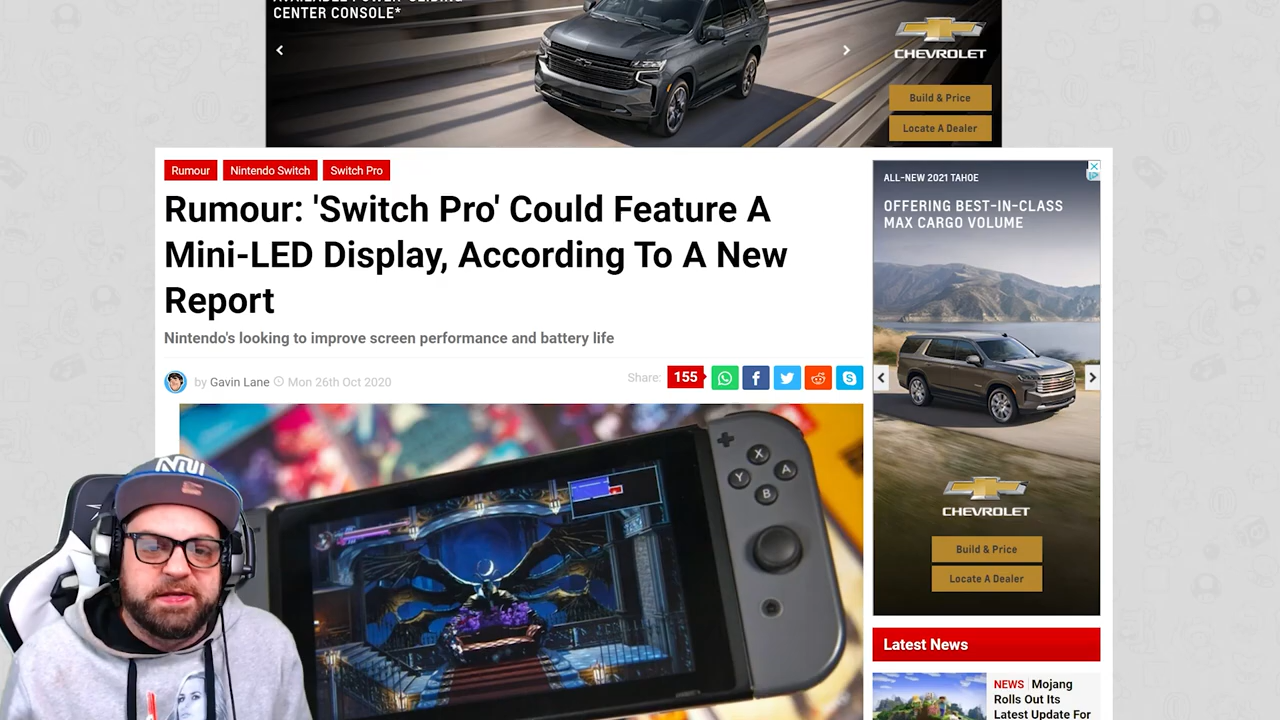 AVAILABLE POWER-SLIDING
CENTER CONSOLE*
CHEVROLET
Build & Price
Locate A Dealer
Rumour
Nintendo Switch
Switch Pro
Rumour: 'Switch Pro' Could Feature A
Mini-LED Display, According To A New
Report
Nintendo's looking to improve screen performance and battery life
by Gavin Lane Mon 26th Oct 2020
Share:
155
X
Y
A
B
ALL-NEW 2021 TAHOE
OFFERING BEST-IN-CLASS
MAX CARGO VOLUME
CHEVROLET
Build & Price
Locate A Dealer
Latest News
NEWS Mojang
Rolls Out Its
Latest Update For